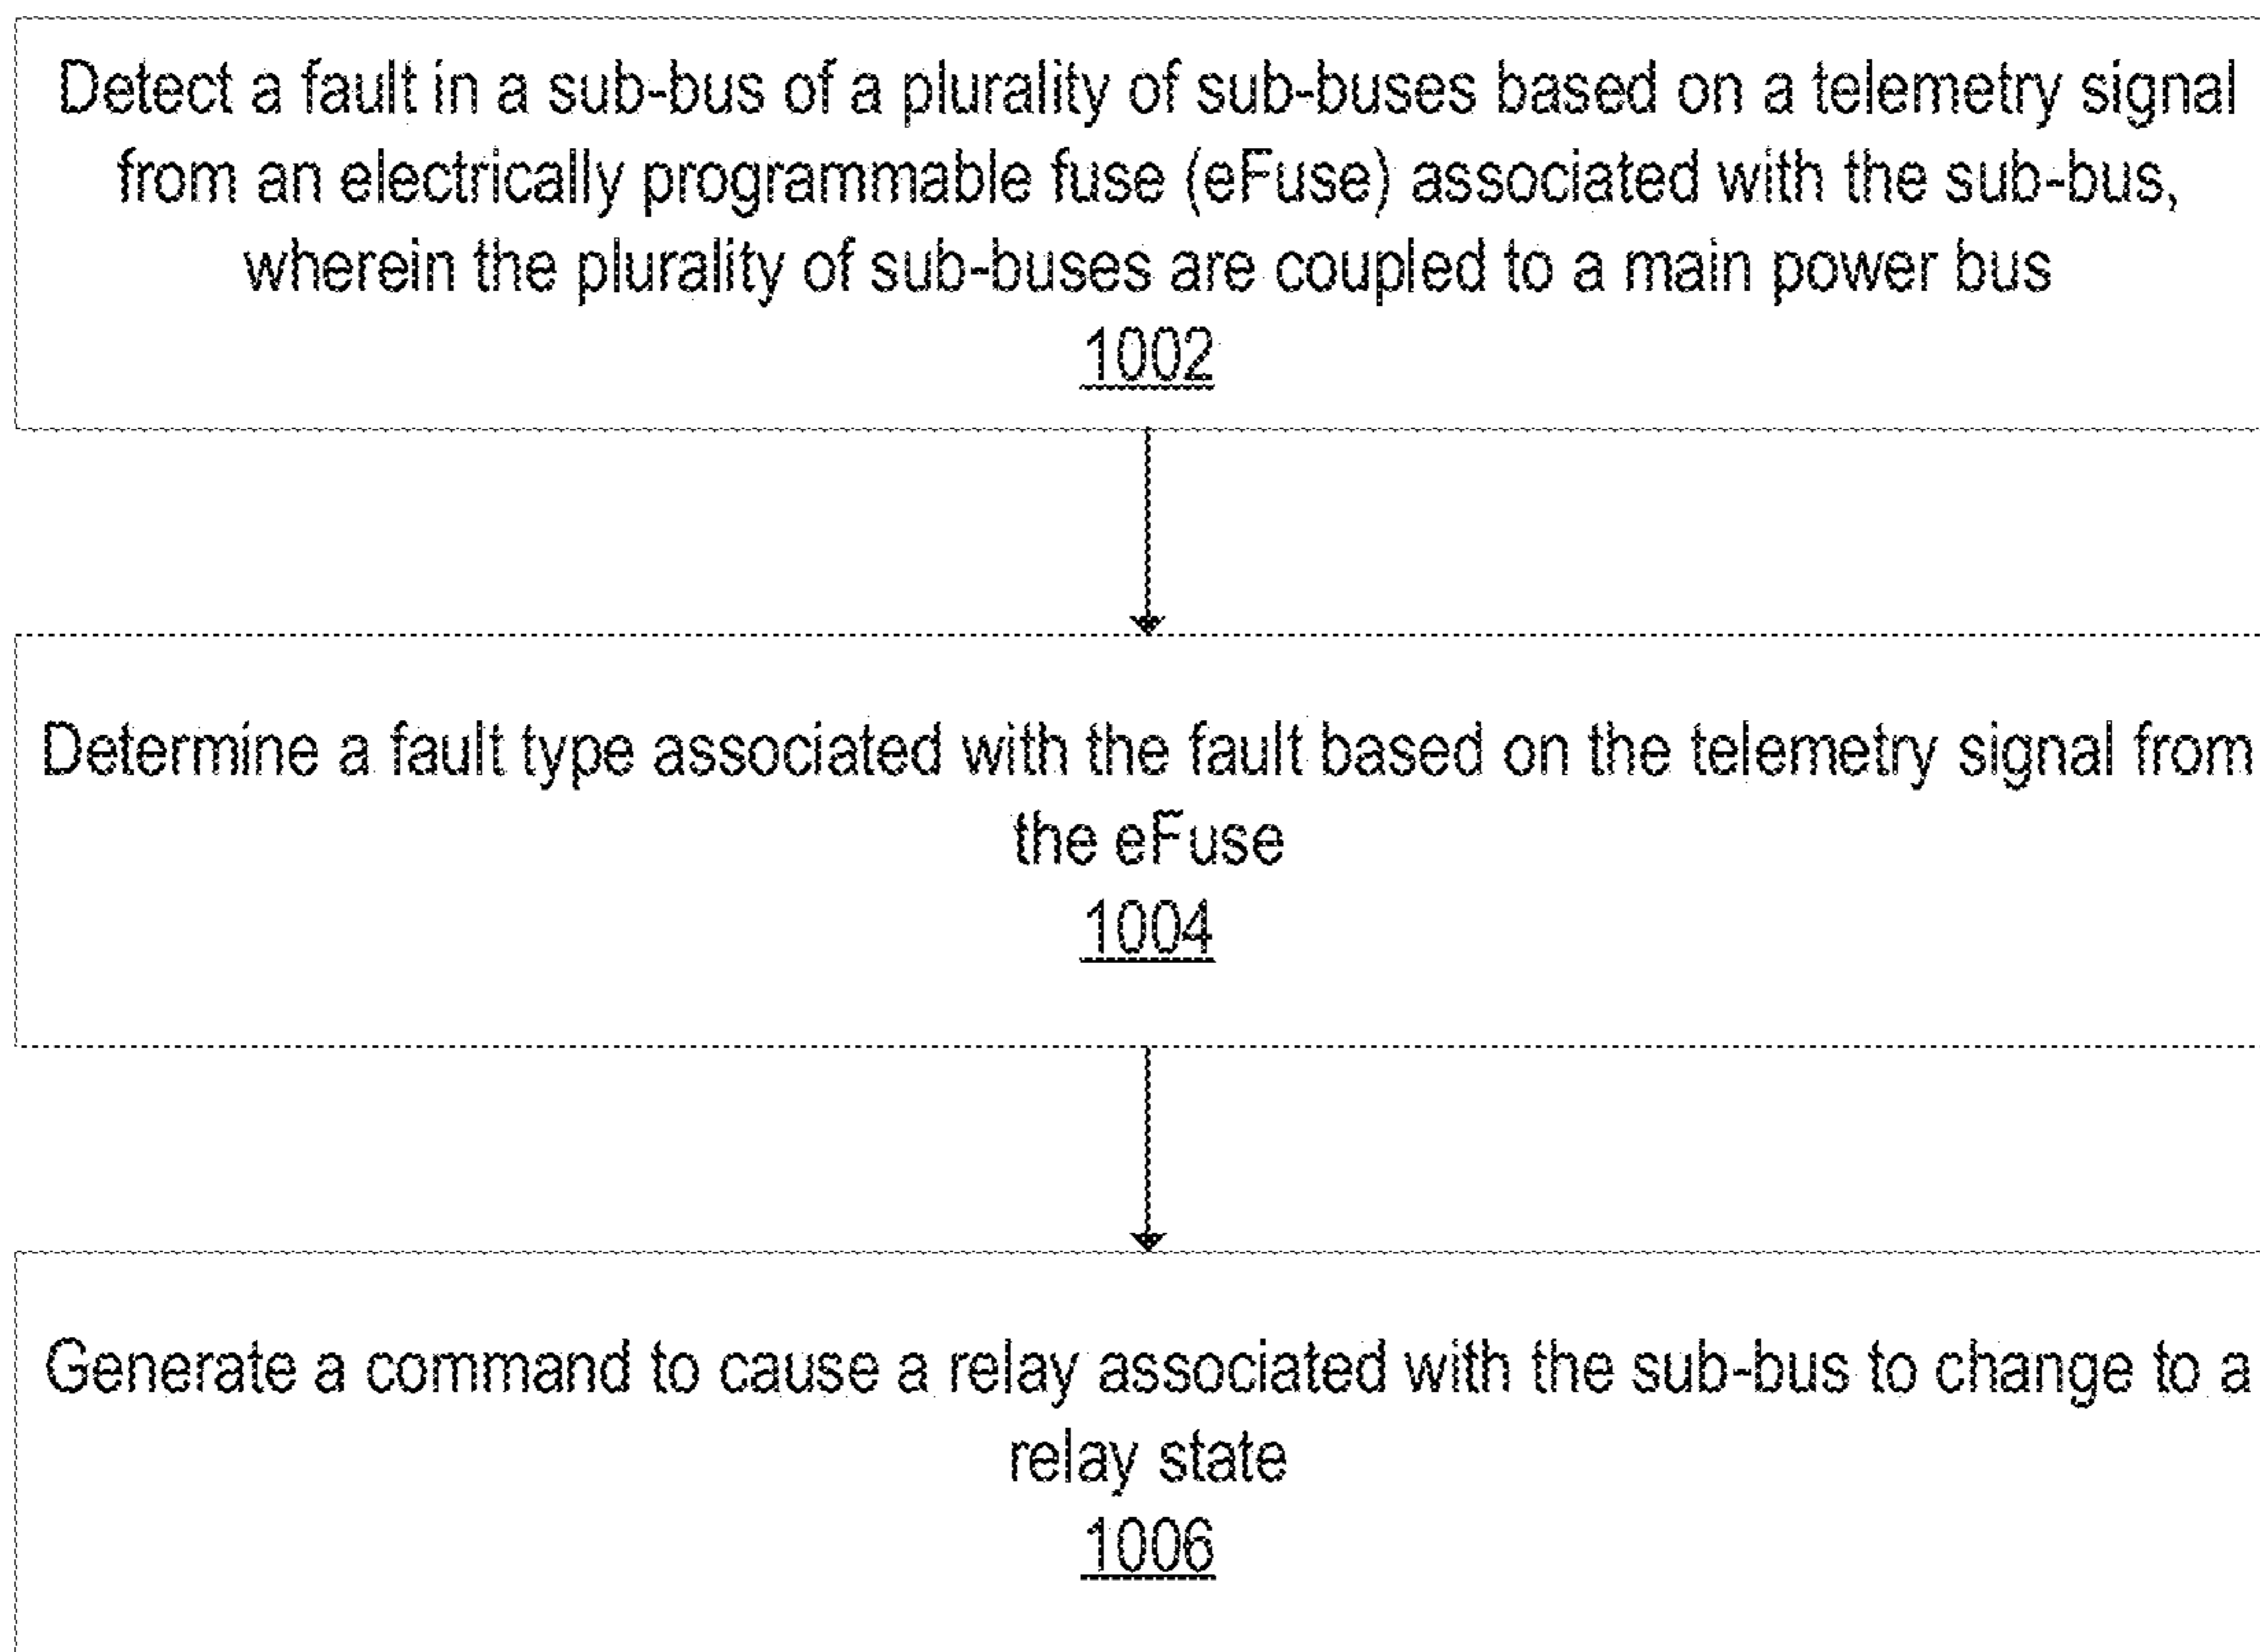 Detect a fault in a sub-bus of a plurality of sub-buses based on a telemetry signal
from an electrically programmable fuse (eFuse) associated with the sub-bus,
wherein the plurality of sub-buses are coupled to a main power bus
1002
Determine a fault type associated with the fault based on the telemetry signal from
the eFuse
1004
Generate a command to cause a relay associated with the sub-bus to change to a
relay state
1006